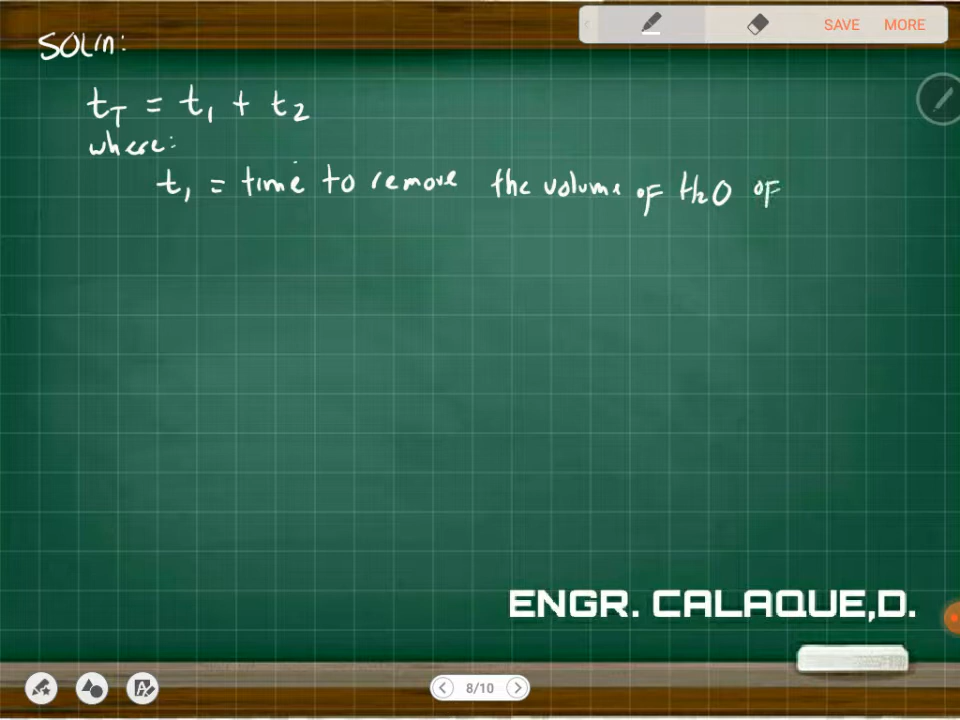 SAVE MORE
SOL'n:
tT = t1 + t2
where:
t1 = time to remove the volume of H2O of
ENGR. CALAQUE,D.
8/10